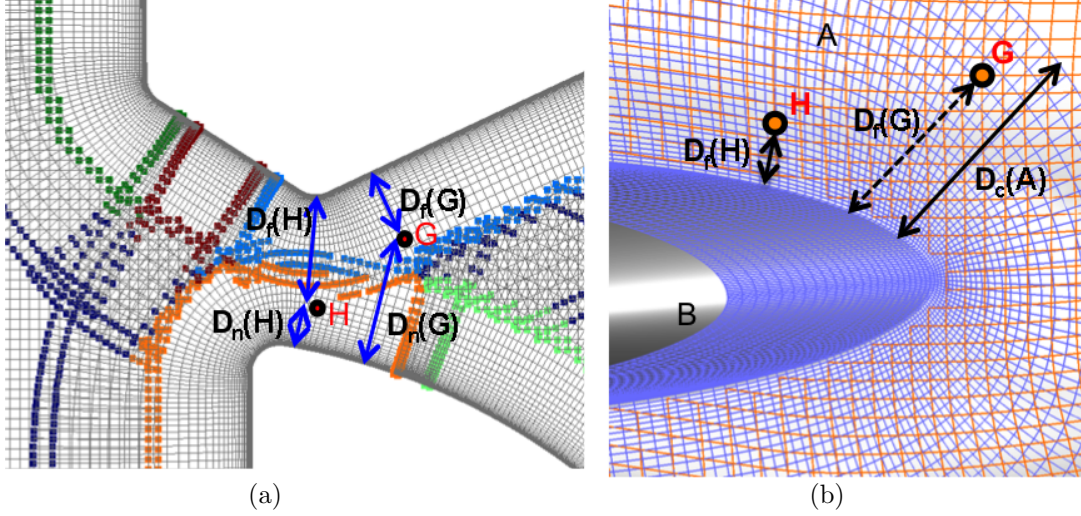 D_f(H)
D_f(G)
G
H
D_n(H)
D_n(G)
A
G
H
D_f(G)
D_f(H)
D_c(A)
B
(a)
(b)